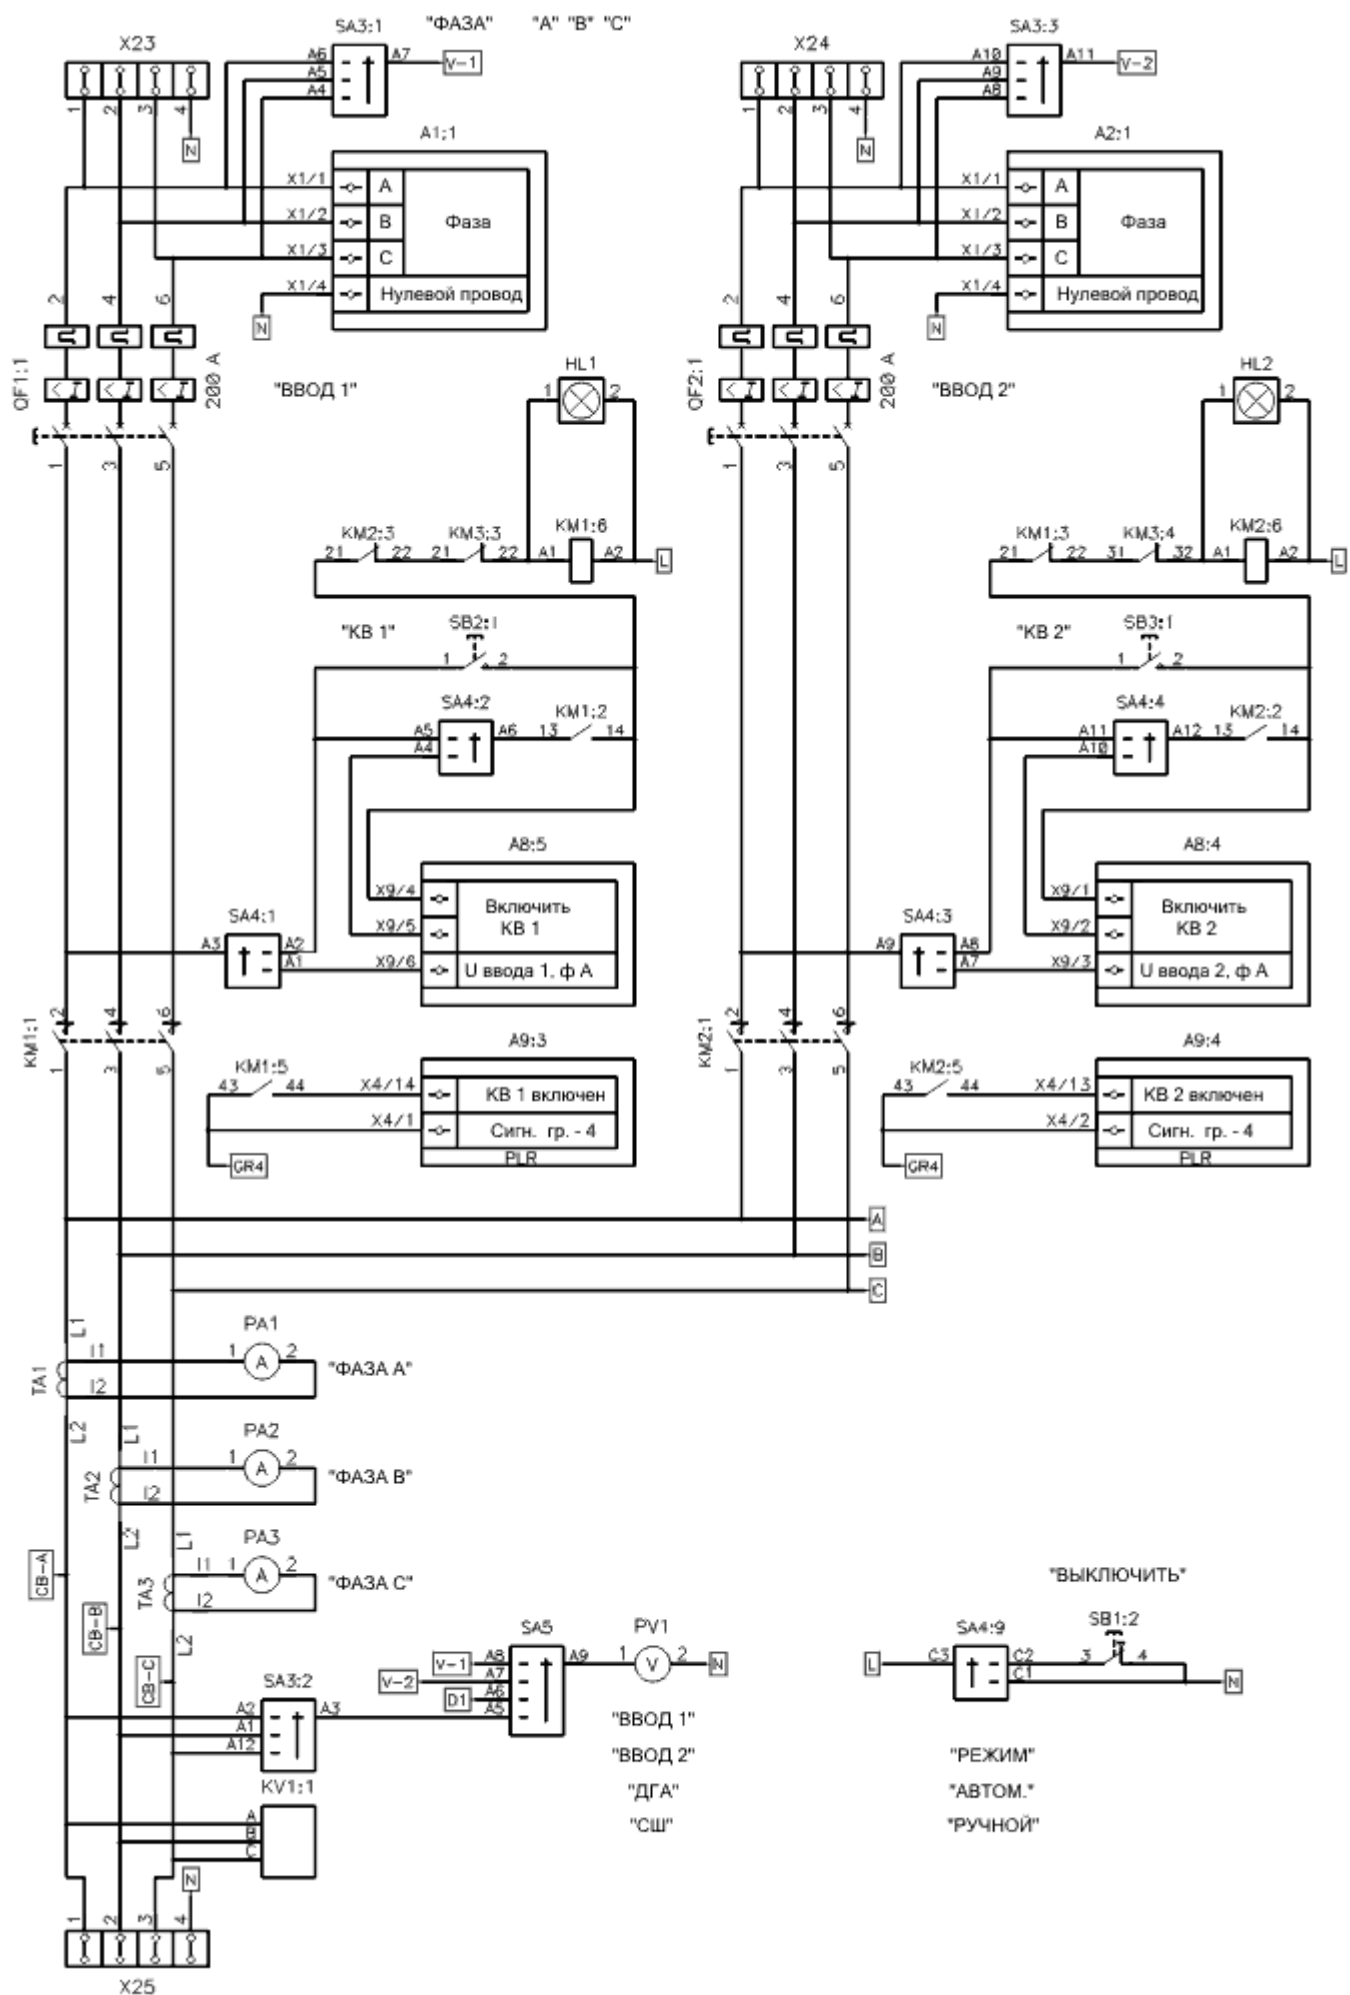 SA3:1 "ФАЗА" "А" "В" "С" SA3:3
X23 X24
A6 A7 V-1 A10 A11 V-2
A5 A9
A4 A8
1 2 3 4 1 2 3 4
N A1:1 N A2:1
X1/1 A X1/1 A
X1/2 B Фаза X1/2 B Фаза
X1/3 C X1/3 C
X1/4 Нулевой провод X1/4 Нулевой провод
2 4 6 N 2 4 6 N
QF1:1 200 A "ВВОД 1" HL1 QF2:1 200 A "ВВОД 2" HL2
1 2 1 2
1 3 5 1 3 5
KM2:3 KM3:3 KM1:6 KM1:3 KM3:4 KM2:6
21 22 21 22 A1 A2 L 21 22 31 32 A1 A2 L
"КВ 1" SB2:1 "КВ 2" SB3:1
1 2 1 2
SA4:2 KM1:2 SA4:4 KM2:2
A5 A6 13 14 A11 A12 13 14
A4 A10
A8:5 A8:4
X9/4 X9/1
Включить Включить
КВ 1 КВ 2
SA4:1 X9/5 SA4:3 X9/2
A3 A2 A9 A8
A1 X9/6 U ввода 1, ф А A7 X9/3 U ввода 2, ф А
2 4 6 2 4 6
KM1:1 A9:3 KM2:1 A9:4
1 3 5 1 3 5
KM1:5 KM2:5
43 44 X4/14 КВ 1 включен 43 44 X4/13 КВ 2 включен
X4/1 Сигн. гр. - 4 X4/2 Сигн. гр. - 4
GR4 PLR GR4 PLR
A
B
C
L1 PA1
TA1 I1 1 A 2 "ФАЗА А"
I2
L2 L1 PA2
TA2 I1 1 A 2 "ФАЗА В"
I2
L2 L1 PA3
CB-A TA3 I1 1 A 2 "ФАЗА С"
I2
"ВЫКЛЮЧИТЬ"
CB-B L2 SA5 PV1 SA4:9 SB1:2
V-1 A8 A9 1 V 2 N L C3 C2 3 4
CB-C V-2 A7 C1 N
SA3:2 D1 A6
A2 A3 A5 "ВВОД 1"
A1
A12 "ВВОД 2" "РЕЖИМ"
KV1:1 "ДГА" "АВТОМ."
A "СШ" "РУЧНОЙ"
B
C
N
1 2 3 4
X25